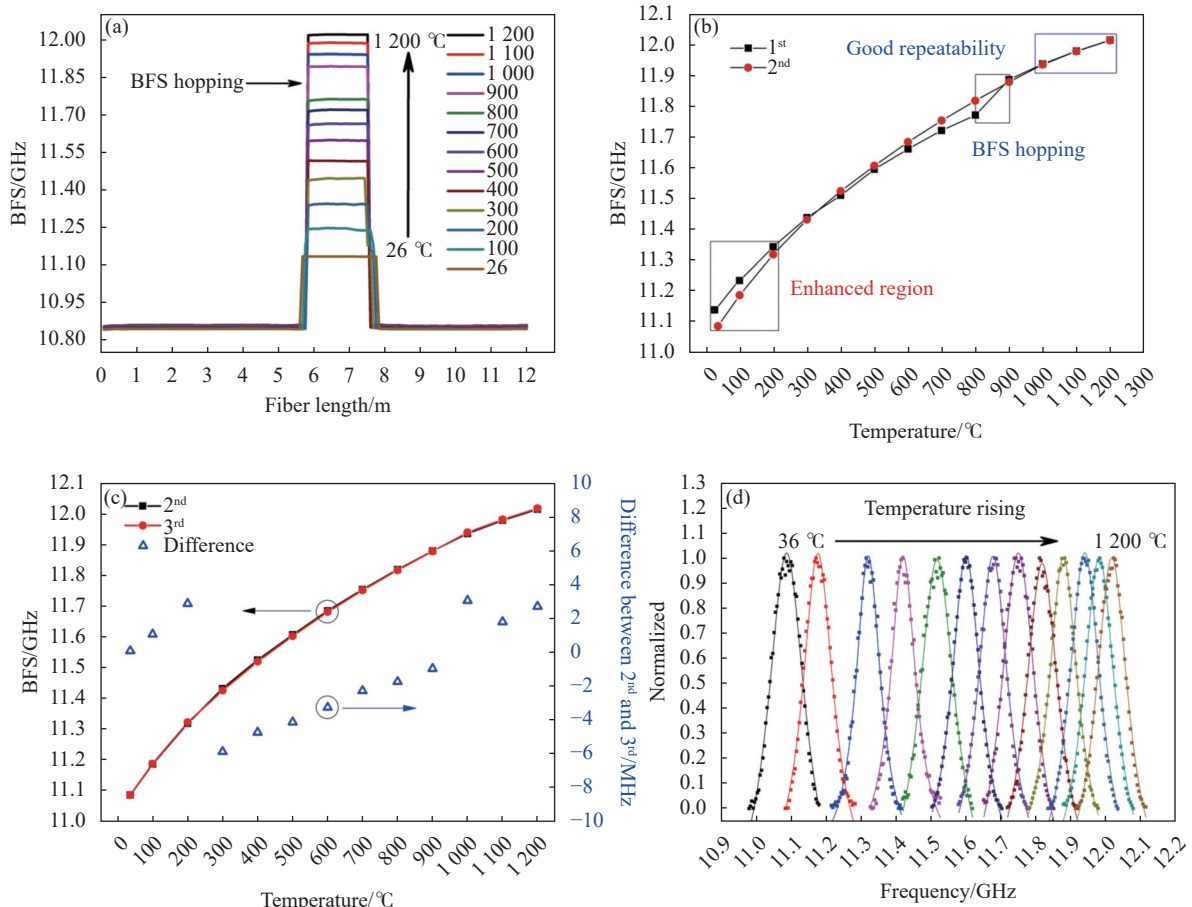 (a)
BFS/GHz
12.00
11.85
11.70
11.55
11.40
11.25
11.10
10.95
10.80
BFS hopping
1 200 ℃
26 ℃
1 200
1 100
1 000
900
800
700
600
500
400
300
200
100
26
0 1 2 3 4 5 6 7 8 9 10 11 12
Fiber length/m
(b)
BFS/GHz
12.1
12.0
11.9
11.8
11.7
11.6
11.5
11.4
11.3
11.2
11.1
11.0
1st
2nd
Good repeatability
BFS hopping
Enhanced region
0 100 200 300 400 500 600 700 800 900 1 000 1 100 1 200 1 300
Temperature/℃
(c)
BFS/GHz
12.1
12.0
11.9
11.8
11.7
11.6
11.5
11.4
11.3
11.2
11.1
11.0
2nd
3rd
Difference
10
8
6
4
2
0
−2
−4
−6
−8
−10
Difference between 2nd and 3rd/MHz
0 100 200 300 400 500 600 700 800 900 1 000 1 100 1 200
Temperature/℃
(d)
Normalized
1.3
1.2
1.1
1.0
0.9
0.8
0.7
0.6
0.5
0.4
0.3
0.2
0.1
0.0
Temperature rising
36 ℃
1 200 ℃
10.9 11.0 11.1 11.2 11.3 11.4 11.5 11.6 11.7 11.8 11.9 12.0 12.1 12.2
Frequency/GHz